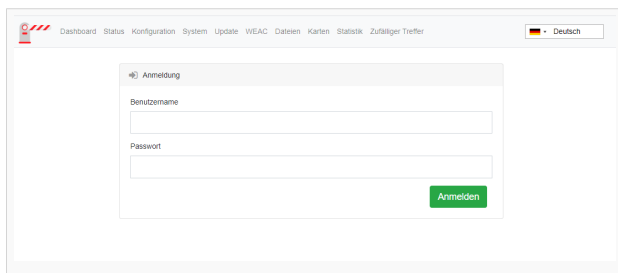 Dashboard Status Konfiguration System Update WEAC Dateien Karten Statistik Zufälliger Treffer Deutsch
Anmeldung
Benutzername
Passwort
Anmelden